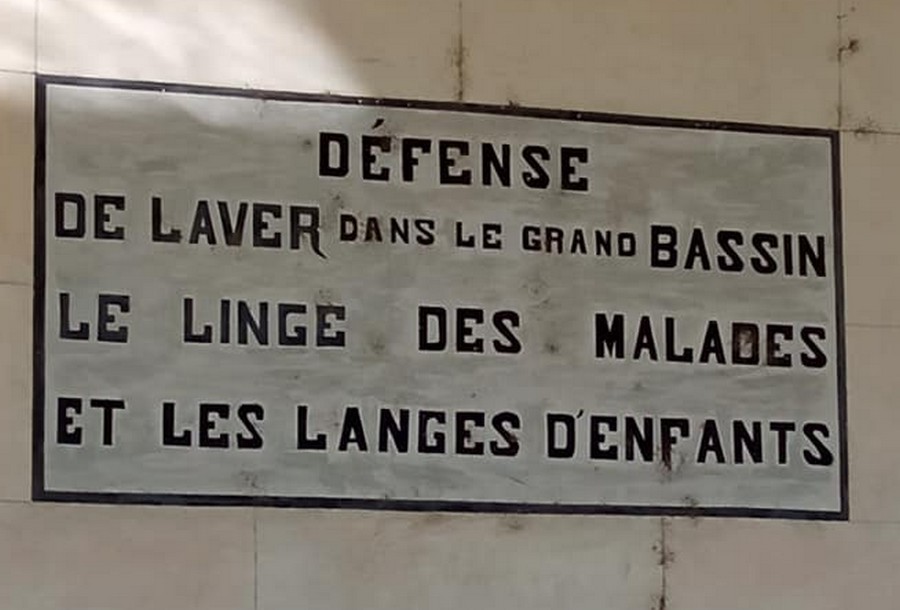 DÉFENSE
DE LAVER DANS LE GRAND BASSIN
LE LINGE DES MALADES
ET LES LANGES D'ENFANTS